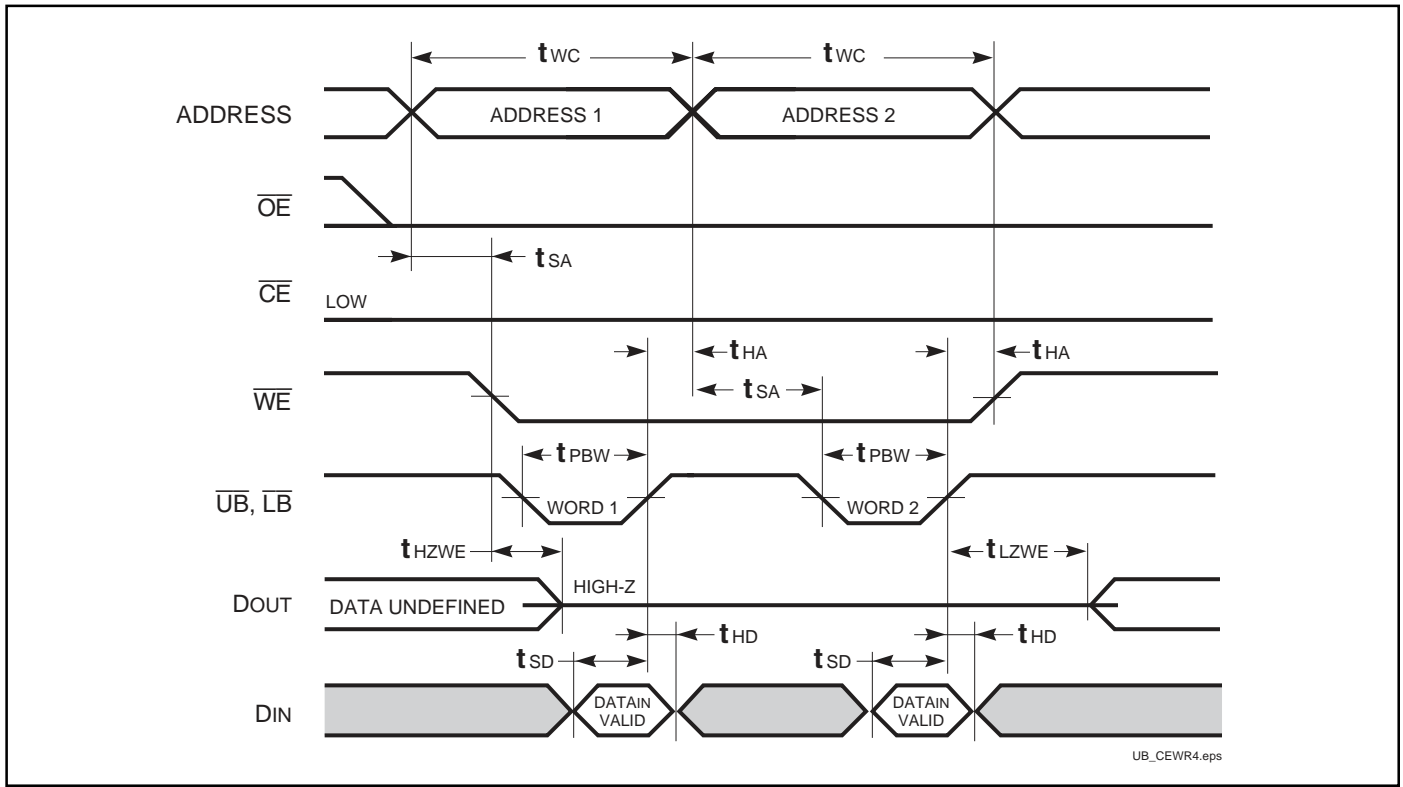 tWC tWC
ADDRESS ADDRESS 1 ADDRESS 2
OE
tSA
CE LOW
tHA tHA
WE tSA
tPBW tPBW
UB, LB WORD 1 WORD 2
tHZWE tLZWE
HIGH-Z
DOUT DATA UNDEFINED
tHD tHD
tSD tSD
DIN DATAIN VALID DATAIN VALID
UB_CEWR4.eps